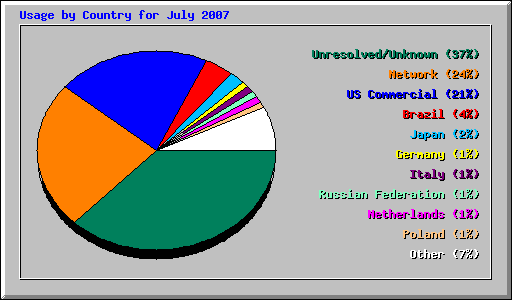 Usage by Country for July 2007
Unresolved/Unknown (37%)
Network (24%)
US Commercial (21%)
Brazil (4%)
Japan (2%)
Germany (1%)
Italy (1%)
Russian Federation (1%)
Netherlands (1%)
Poland (1%)
Other (7%)